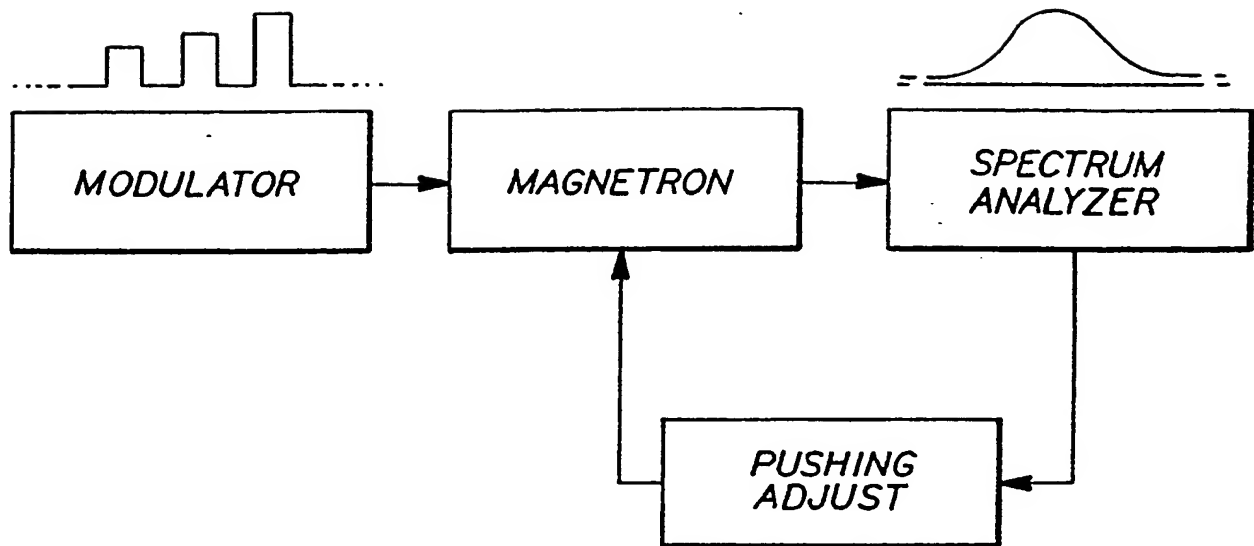 MODULATOR
MAGNETRON
SPECTRUM
ANALYZER
PUSHING
ADJUST